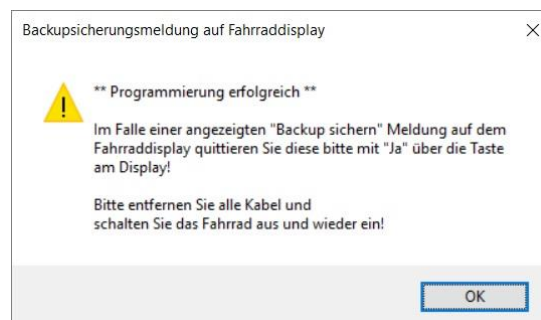 Backupsicherungsmeldung auf Fahrraddisplay
** Programmierung erfolgreich **
Im Falle einer angezeigten "Backup sichern" Meldung auf dem
Fahrraddisplay quittieren Sie diese bitte mit "Ja" über die Taste
am Display!
Bitte entfernen Sie alle Kabel und
schalten Sie das Fahrrad aus und wieder ein!
OK